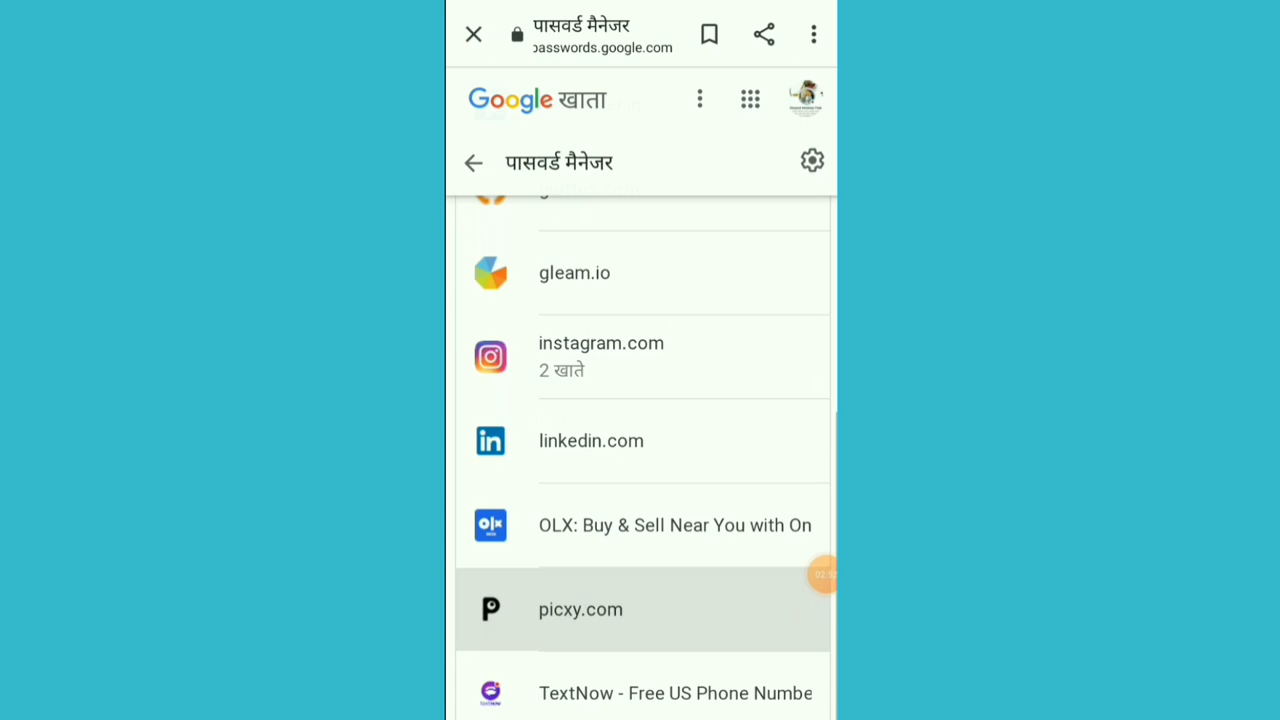 पासवर्ड मैनेजर
passwords.google.com
Google खाता
पासवर्ड मैनेजर
gleam.io
instagram.com
2 खाते
linkedin.com
OLX: Buy & Sell Near You with On
picxy.com
TextNow - Free US Phone Numbe